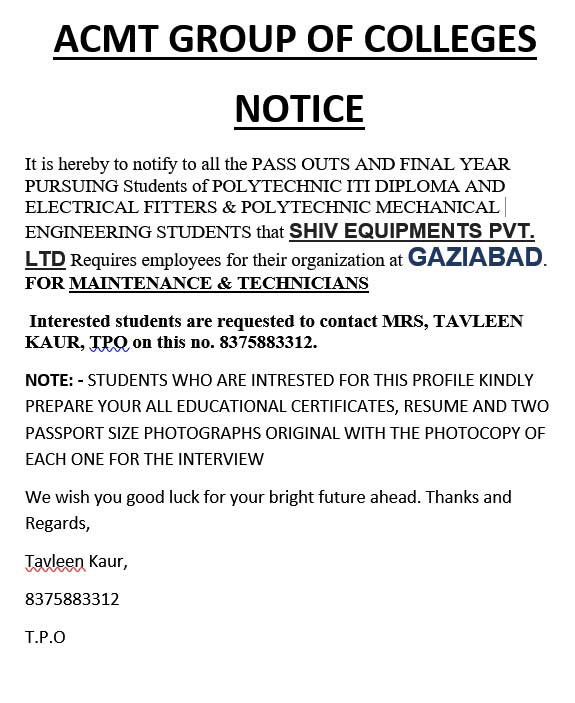 ACMT GROUP OF COLLEGES
NOTICE
It is hereby to notify to all the PASS OUTS AND FINAL YEAR
PURSUING Students of POLYTECHNIC ITI DIPLOMA AND
ELECTRICAL FITTERS & POLYTECHNIC MECHANICAL
ENGINEERING STUDENTS that SHIV EQUIPMENTS PVT.
LTD Requires employees for their organization at GAZIABAD.
FOR MAINTENANCE & TECHNICIANS
Interested students are requested to contact MRS, TAVLEEN
KAUR, TPO on this no. 8375883312.
NOTE: - STUDENTS WHO ARE INTRESTED FOR THIS PROFILE KINDLY
PREPARE YOUR ALL EDUCATIONAL CERTIFICATES, RESUME AND TWO
PASSPORT SIZE PHOTOGRAPHS ORIGINAL WITH THE PHOTOCOPY OF
EACH ONE FOR THE INTERVIEW
We wish you good luck for your bright future ahead. Thanks and
Regards,
Tavleen Kaur,
8375883312
T.P.O